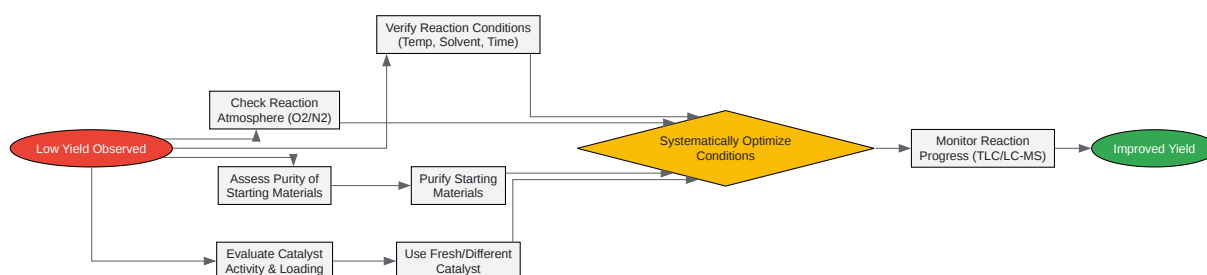 Verify Reaction Conditions
(Temp, Solvent, Time)
Check Reaction
Atmosphere (O2/N2)
Low Yield Observed
Systematically Optimize
Conditions
Monitor Reaction
Progress (TLC/LC-MS)
Improved Yield
Assess Purity of
Starting Materials
Purify Starting
Materials
Evaluate Catalyst
Activity & Loading
Use Fresh/Different
Catalyst